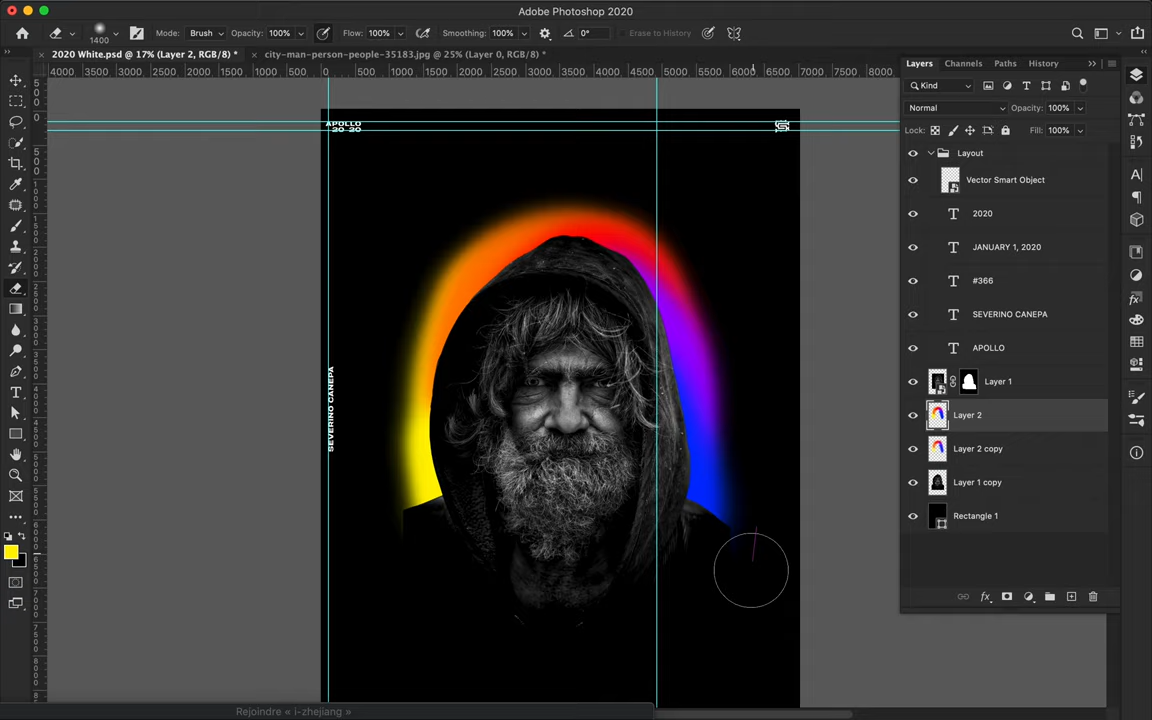 Adobe Photoshop 2020
1400
Mode: Brush
Opacity: 100%
Flow: 100%
Smoothing: 100%
0°
Erase to History
× 2020 White.psd @ 17% (Layer 2, RGB/8) *
× city-man-person-people-35183.jpg @ 25% (Layer 0, RGB/8) *
4000 3500 3000 2500 2000 1500 1000 500 0 500 1000 1500 2000 2500 3000 3500 4000 4500 5000 5500 6000 6500 7000 7500 8000
APOLLO
20 20
SEVERINO CANEPA
Layers Channels Paths History
Kind
Normal
Opacity: 100%
Lock:
Fill: 100%
Layout
Vector Smart Object
T 2020
T JANUARY 1, 2020
T #366
T SEVERINO CANEPA
T APOLLO
Layer 1
Layer 2
Layer 2 copy
Layer 1 copy
Rectangle 1
fx
Rejoindre « i-zhejiang »